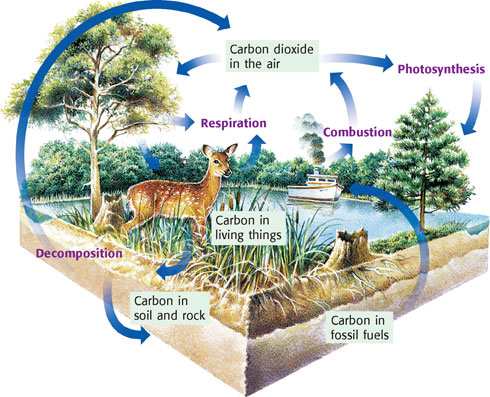 Carbon dioxide
in the air
Photosynthesis
Respiration
Combustion
Carbon in
living things
Decomposition
Carbon in
soil and rock
Carbon in
fossil fuels